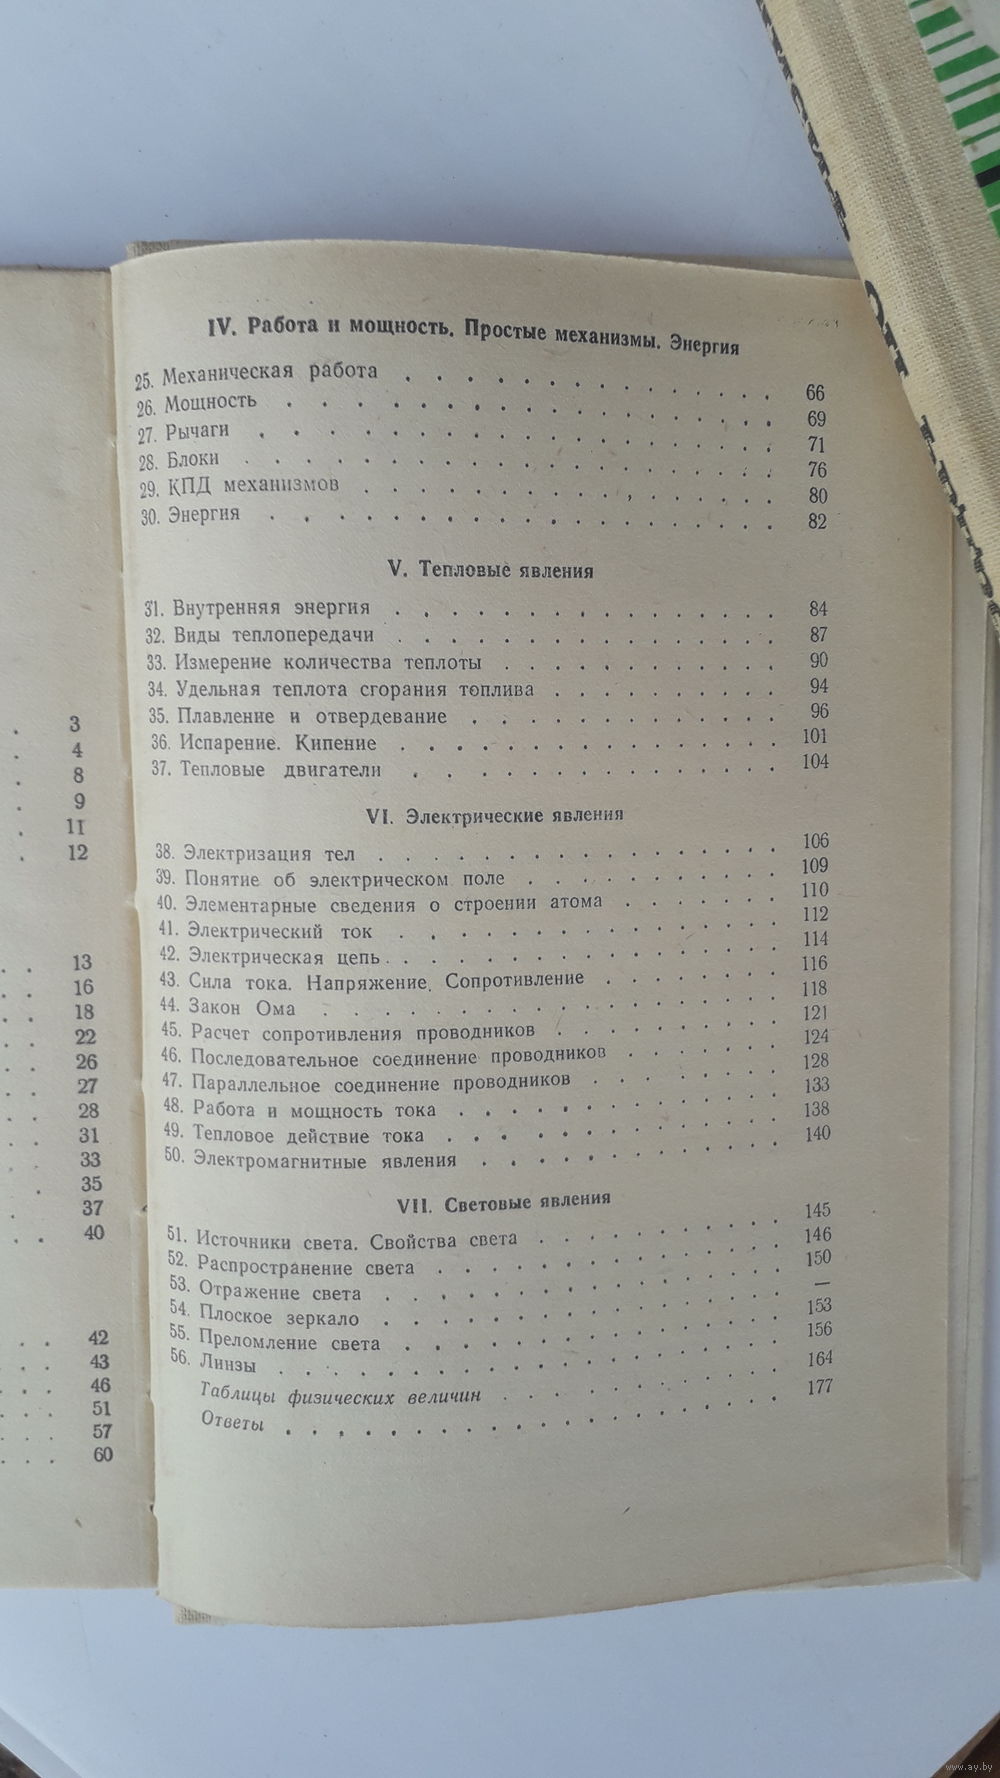 3
4
8
9
11
12
13
16
18
22
26
27
28
31
33
35
37
40
42
43
46
51
57
60
IV. Работа и мощность. Простые механизмы. Энергия
25. Механическая работа . . . . . . . . . . . . . 66
26. Мощность . . . . . . . . . . . . . . . 69
27. Рычаги . . . . . . . . . . . . . . . . 71
28. Блоки . . . . . . . . . . . . . . . . . 76
29. КПД механизмов . . . . . . . . . . . . . . 80
30. Энергия . . . . . . . . . . . . . . . 82
V. Тепловые явления
31. Внутренняя энергия . . . . . . . . . . . . . . 84
32. Виды теплопередачи . . . . . . . . . . . . . . 87
33. Измерение количества теплоты . . . . . . . . . . 90
34. Удельная теплота сгорания топлива . . . . . . . . 94
35. Плавление и отвердевание . . . . . . . . . . . 96
36. Испарение. Кипение . . . . . . . . . . . . . . 101
37. Тепловые двигатели . . . . . . . . . . . . . 104
VI. Электрические явления
38. Электризация тел . . . . . . . . . . . . . . . 106
39. Понятие об электрическом поле . . . . . . . . . . 109
40. Элементарные сведения о строении атома . . . . . . 110
41. Электрический ток . . . . . . . . . . . . . . 112
42. Электрическая цепь . . . . . . . . . . . . . . 114
43. Сила тока. Напряжение. Сопротивление . . . . . . . 116
44. Закон Ома . . . . . . . . . . . . . . . . 118
45. Расчет сопротивления проводников . . . . . . . . 121
46. Последовательное соединение проводников . . . . . . 124
47. Параллельное соединение проводников . . . . . . . 128
48. Работа и мощность тока . . . . . . . . . . . . 133
49. Тепловое действие тока . . . . . . . . . . . . 138
50. Электромагнитные явления . . . . . . . . . . . 140
VII. Световые явления
51. Источники света. Свойства света . . . . . . . . . 145
52. Распространение света . . . . . . . . . . . . 146
53. Отражение света . . . . . . . . . . . . . . 150
54. Плоское зеркало . . . . . . . . . . . . . . —
55. Преломление света . . . . . . . . . . . . . 153
56. Линзы . . . . . . . . . . . . . . . . . 156
Таблицы физических величин . . . . . . . . . . 164
Ответы . . . . . . . . . . . . . . . . . 177
www.ay.by